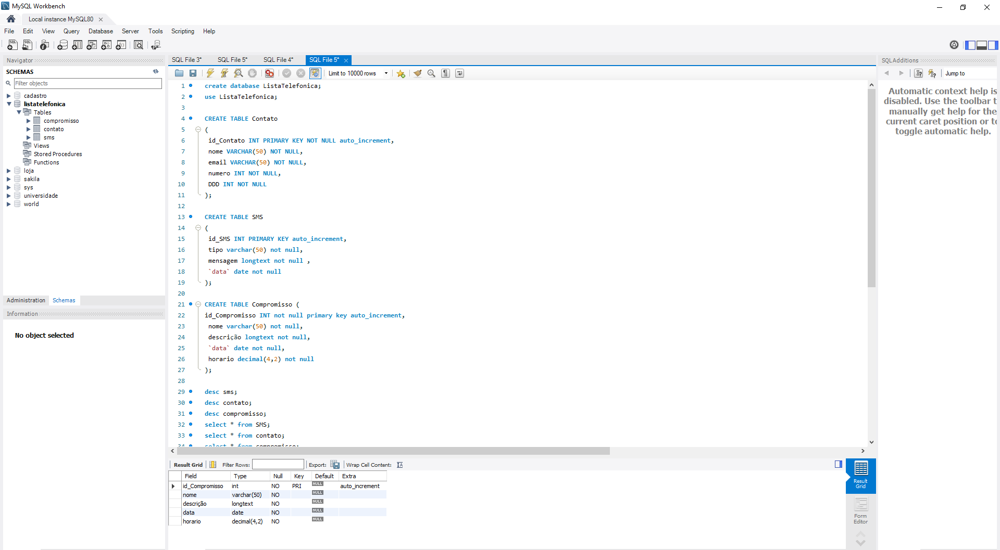 MySQL Workbench
Local instance MySQL80
File Edit View Query Database Server Tools Scripting Help
Navigator
SCHEMAS
Filter objects
cadastro
listatelefonica
Tables
compromisso
contato
sms
Views
Stored Procedures
Functions
loja
sakila
sys
universidade
world
Administration Schemas
Information
No object selected
SQL File 3* SQL File 5* SQL File 4* SQL File 5*
Limit to 10000 rows
1 create database ListaTelefonica;
2 use ListaTelefonica;
3
4 CREATE TABLE Contato
5 (
6 id_Contato INT PRIMARY KEY NOT NULL auto_increment,
7 nome VARCHAR(50) NOT NULL,
8 email VARCHAR(50) NOT NULL,
9 numero INT NOT NULL,
10 DDD INT NOT NULL
11 );
12
13 CREATE TABLE SMS
14 (
15 id_SMS INT PRIMARY KEY auto_increment,
16 tipo varchar(50) not null,
17 mensagem longtext not null ,
18 `data` date not null
19 );
20
21 CREATE TABLE Compromisso (
22 id_Compromisso INT not null primary key auto_increment,
23 nome varchar(50) not null,
24 descrição longtext not null,
25 `data` date not null,
26 horario decimal(4,2) not null
27 );
28
29 desc sms;
30 desc contato;
31 desc compromisso;
32 select * from SMS;
33 select * from contato;
34 select * from compromisso;
Result Grid Filter Rows: Export: Wrap Cell Content:
Field Type Null Key Default Extra
id_Compromisso int NO PRI NULL auto_increment
nome varchar(50) NO NULL
descrição longtext NO NULL
data date NO NULL
horario decimal(4,2) NO NULL
Result
Grid
Form
Editor
SQLAdditions
Jump to
Automatic context help is
disabled. Use the toolbar t
manually get help for the
current caret position or to
toggle automatic help.